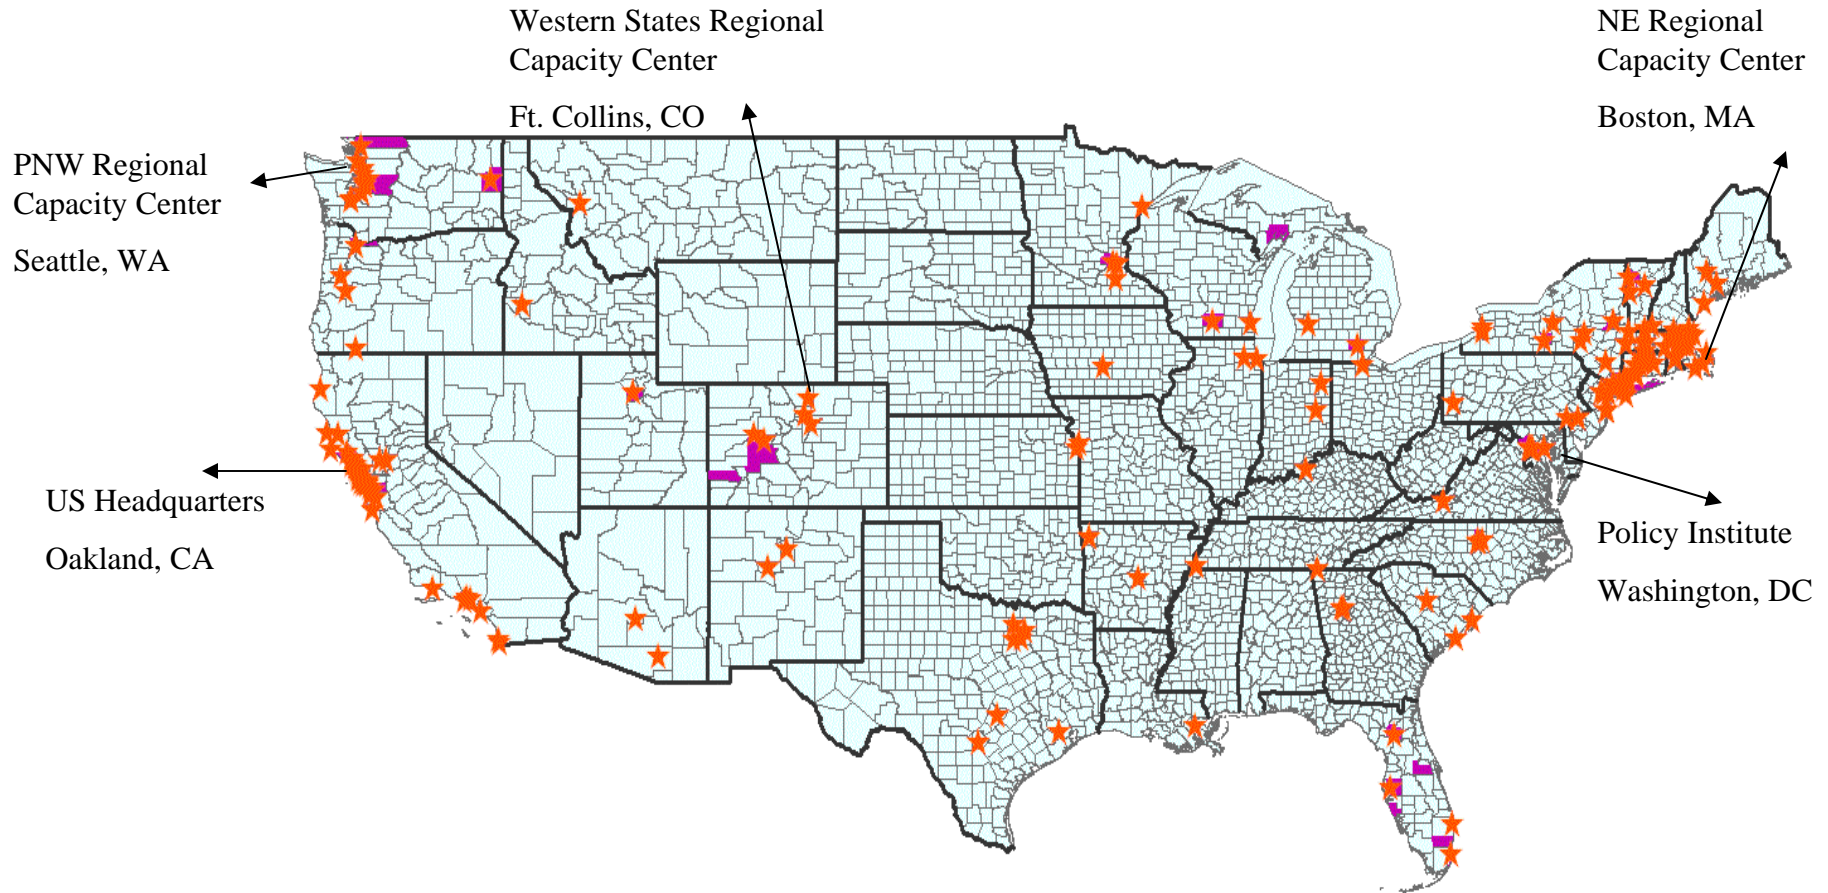 Western States Regional
Capacity Center
Ft. Collins, CO
NE Regional
Capacity Center
Boston, MA
PNW Regional
Capacity Center
Seattle, WA
US Headquarters
Oakland, CA
Policy Institute
Washington, DC